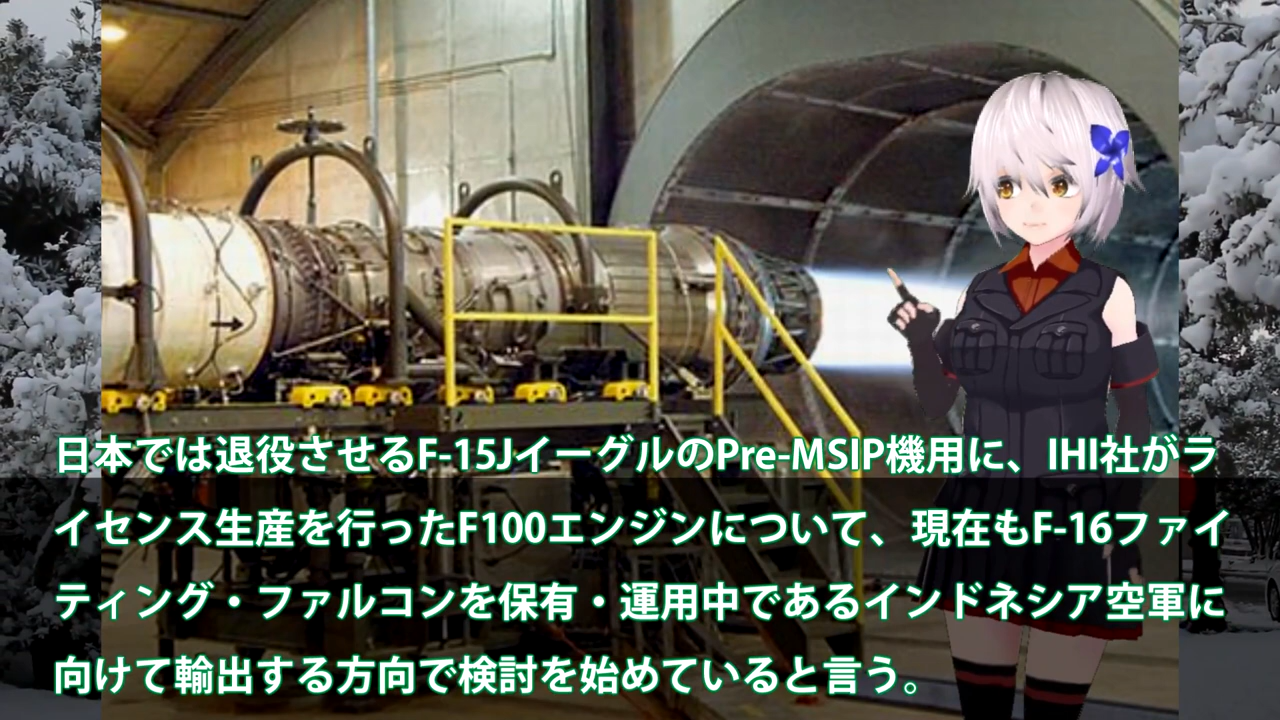 日本では退役させるF-15JイーグルのPre-MSIP機用に、IHI社がラ
イセンス生産を行ったF100エンジンについて、現在もF-16ファイ
ティング・ファルコンを保有・運用中であるインドネシア空軍に
向けて輸出する方向で検討を始めていると言う。